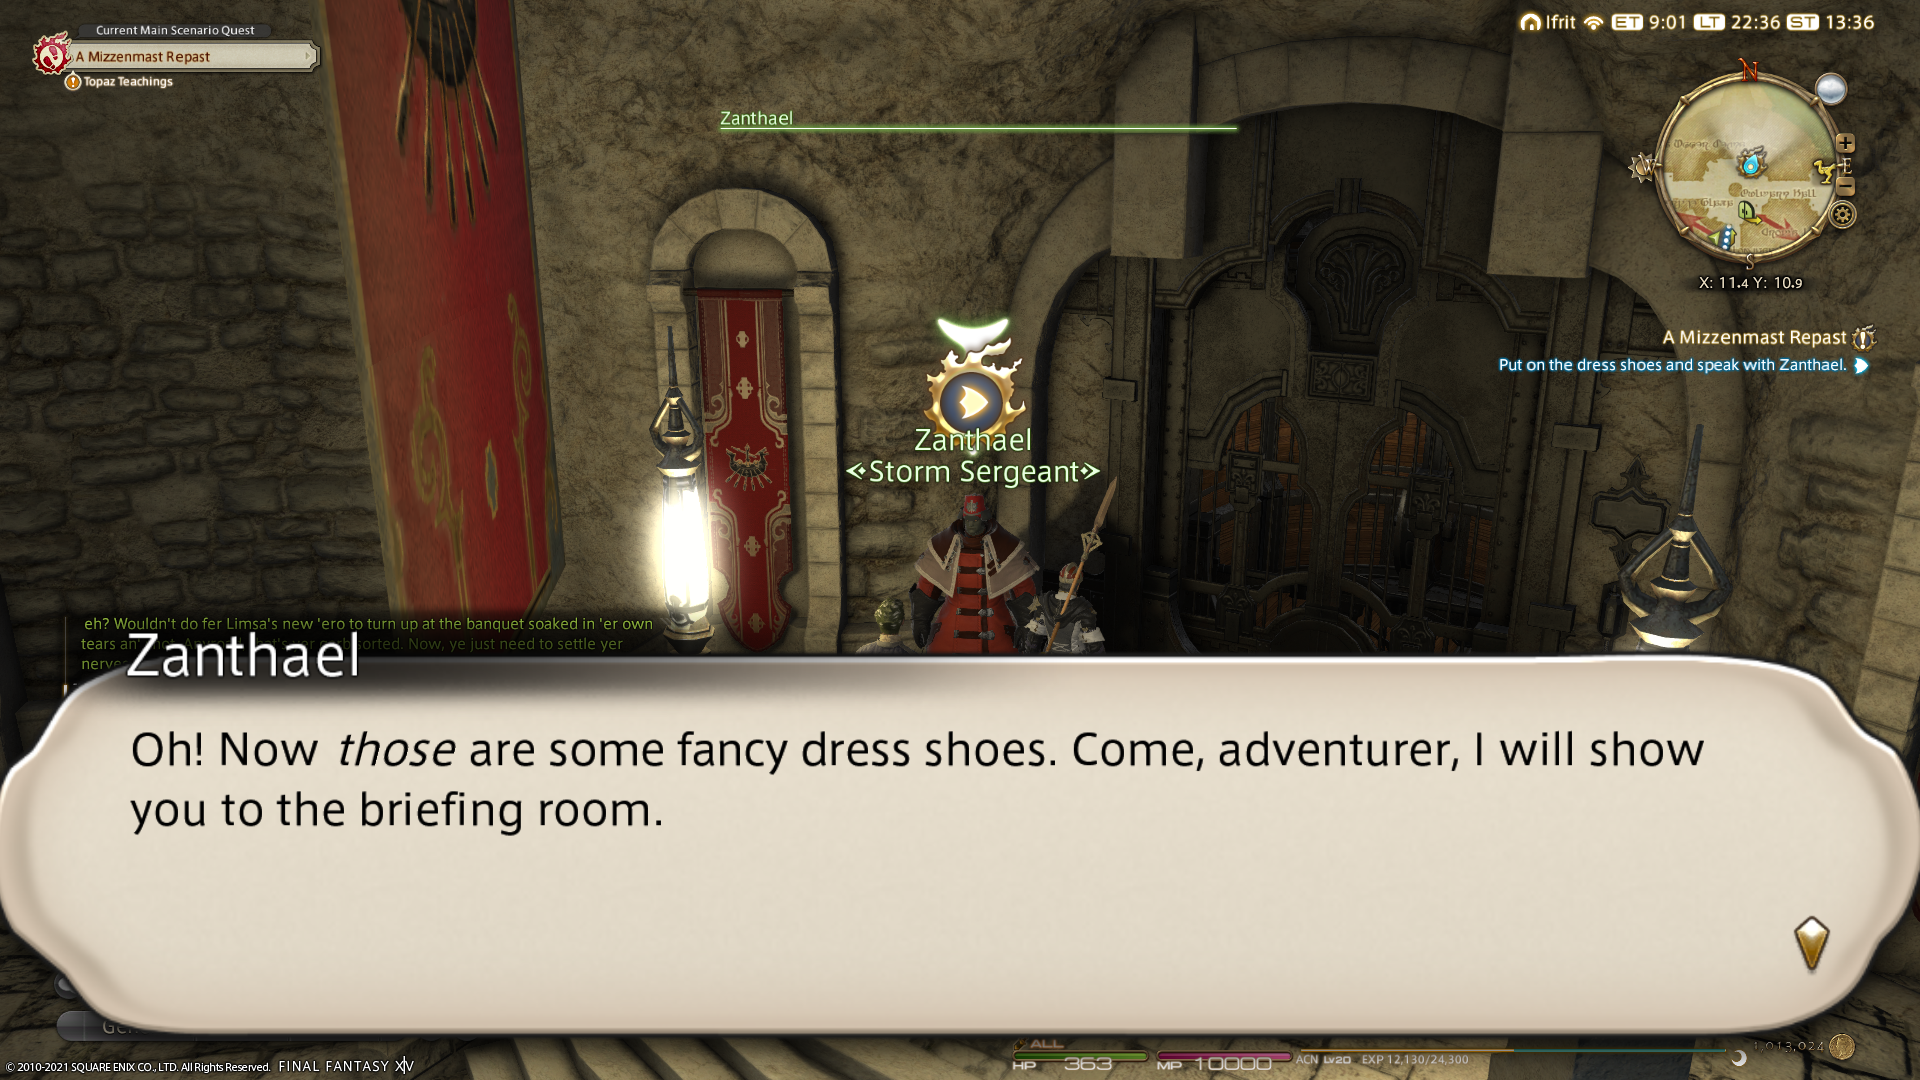 Current Main Scenario Quest
A Mizzenmast Repast
Topaz Teachings
Ifrit ET 9:01 LT 22:36 ST 13:36
N
W
E
S
X: 11.4 Y: 10.9
A Mizzenmast Repast
Put on the dress shoes and speak with Zanthael.
Zanthael
Zanthael
Storm Sergeant
eh? Wouldn't do fer Limsa's new 'ero to turn up at the banquet soaked in 'er own
tears sorted. Now, ye just need to settle yer
Zanthael
Oh! Now those are some fancy dress shoes. Come, adventurer, I will show
you to the briefing room.
ALL
HP 363 MP 10000 ACN Lv20 EXP 12,130/24,300
1,013,024
© 2010-2021 SQUARE ENIX CO., LTD. All Rights Reserved. FINAL FANTASY XIV